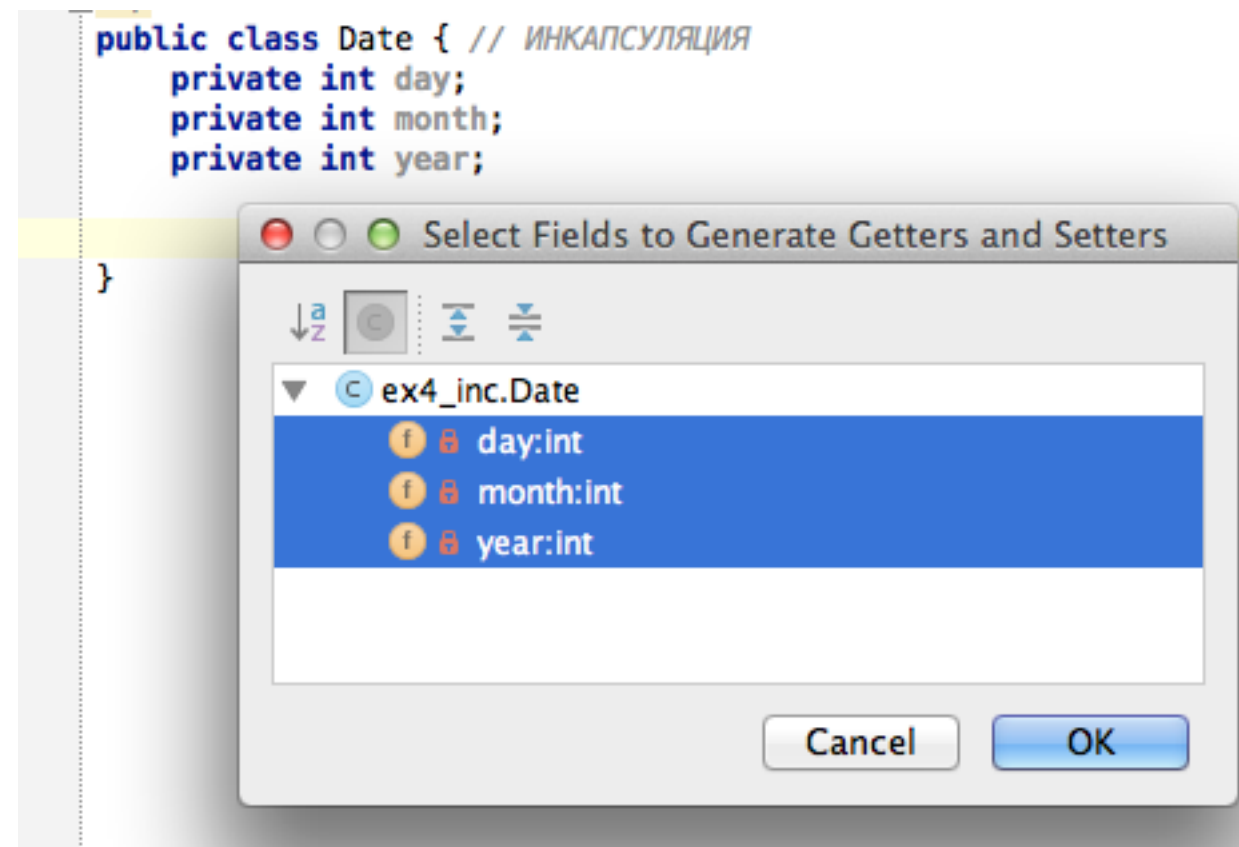 public class Date { // ИНКАПСУЛЯЦИЯ
private int day;
private int month;
private int year;
Select Fields to Generate Getters and Setters
}
a
z
C
C ex4_inc.Date
f day:int
f month:int
f year:int
Cancel OK